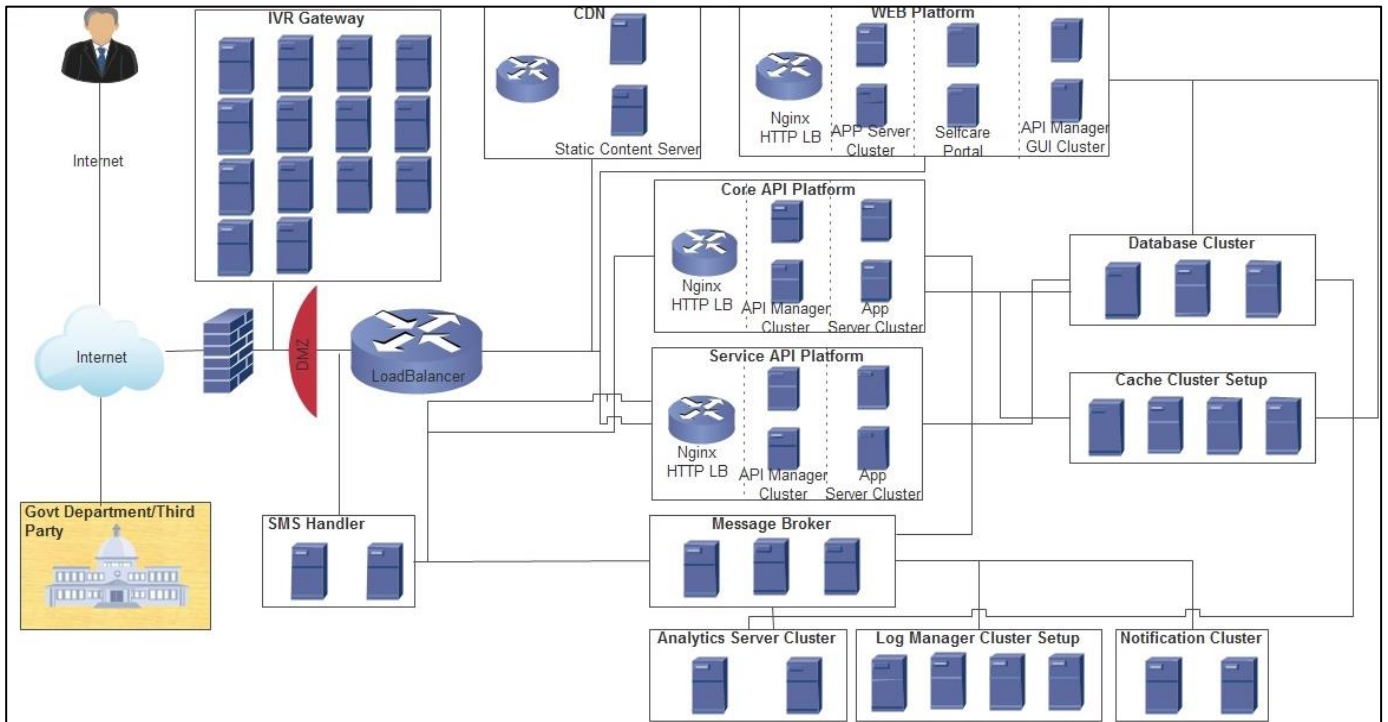 IVR Gateway
CDN
WEB Platform
Internet
Static Content Server
Nginx
HTTP LB
APP Server
Cluster
Selfcare
Portal
API Manager
GUI Cluster
Core API Platform
Nginx
HTTP LB
API Manager
Cluster
App
Server Cluster
Database Cluster
Internet
DMZ
LoadBalancer
Service API Platform
Nginx
HTTP LB
API Manager
Cluster
App
Server Cluster
Cache Cluster Setup
Govt Department/Third
Party
SMS Handler
Message Broker
Analytics Server Cluster
Log Manager Cluster Setup
Notification Cluster